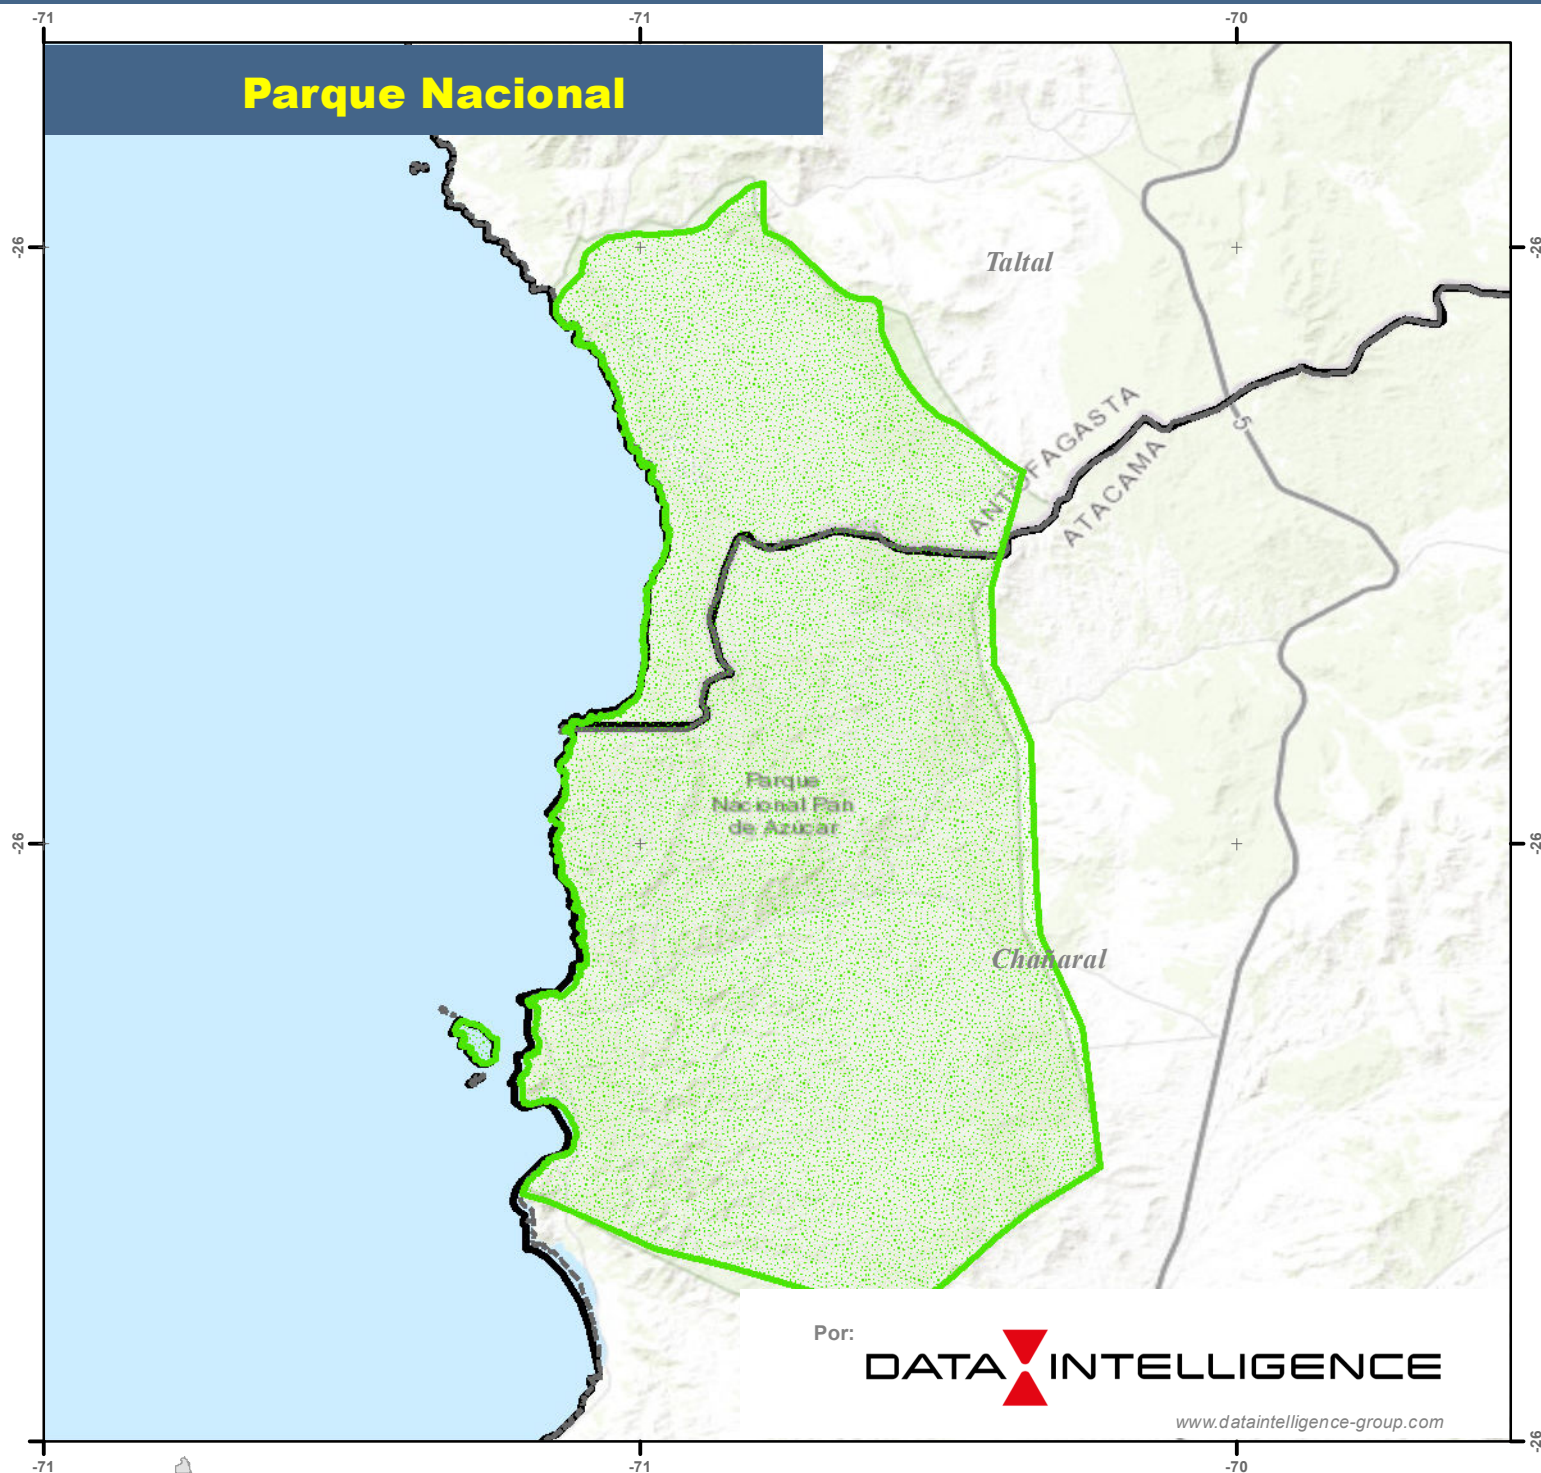 -71
-71
-70
Parque Nacional
-26
-26
Taltal
ANTOFAGASTA
ATACAMA
5
Parque
Nacional Pan
de Azúcar
-26
-26
Chañaral
Por:
DATA INTELLIGENCE
www.dataintelligence-group.com
-26
-71
-71
-70